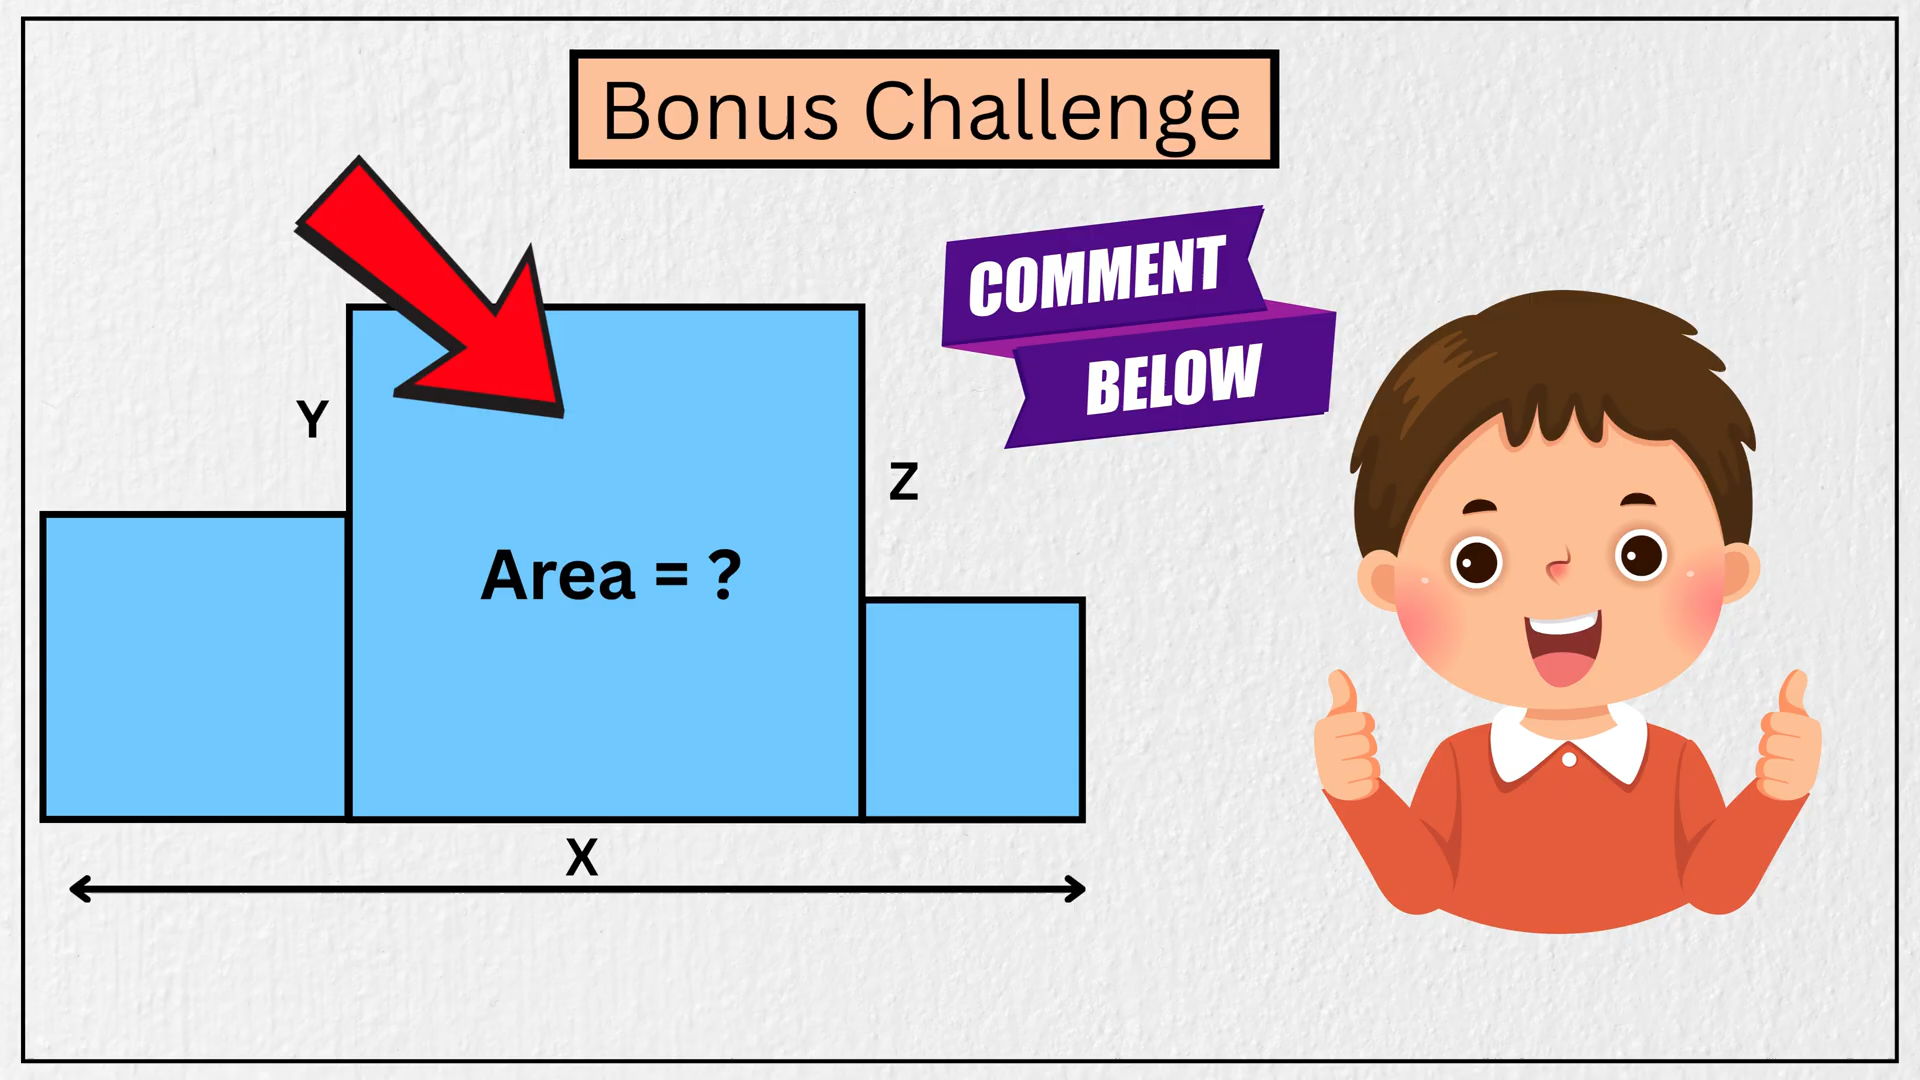 Bonus Challenge
COMMENT
BELOW
Y
Z
Area = ?
X